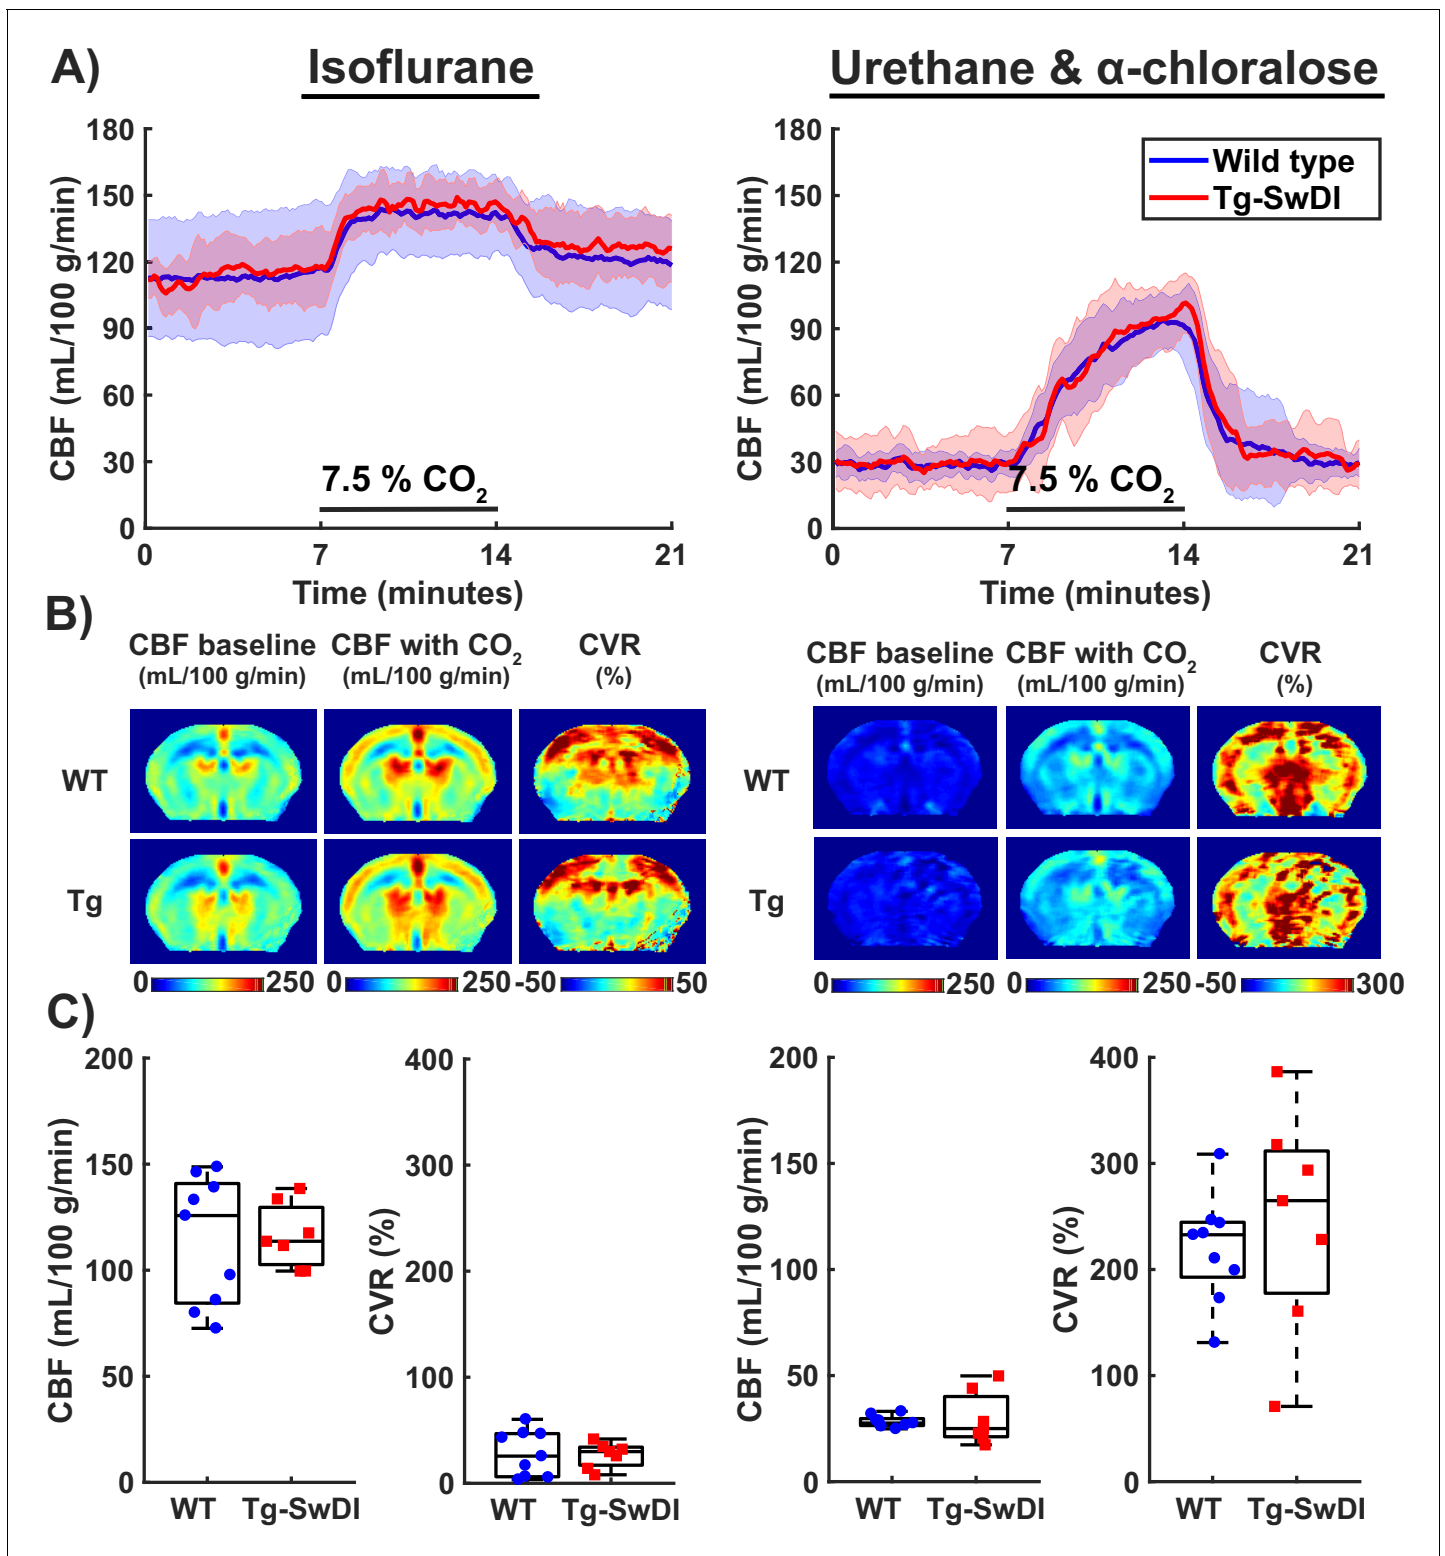 A)
Isoflurane
Urethane & α-chloralose
180
150
120
90
60
30
0
CBF (mL/100 g/min)
7.5 % CO2
0 7 14 21
Time (minutes)
180
150
120
90
60
30
0
CBF (mL/100 g/min)
Wild type
Tg-SwDI
7.5 % CO2
0 7 14 21
Time (minutes)
B)
CBF baseline
(mL/100 g/min)
CBF with CO2
(mL/100 g/min)
CVR
(%)
WT
Tg
0 250
0 250
-50 50
CBF baseline
(mL/100 g/min)
CBF with CO2
(mL/100 g/min)
CVR
(%)
WT
Tg
0 250
0 250
-50 300
C)
200
150
100
50
0
CBF (mL/100 g/min)
WT Tg-SwDI
400
300
200
100
0
CVR (%)
WT Tg-SwDI
200
150
100
50
0
CBF (mL/100 g/min)
WT Tg-SwDI
400
300
200
100
0
CVR (%)
WT Tg-SwDI